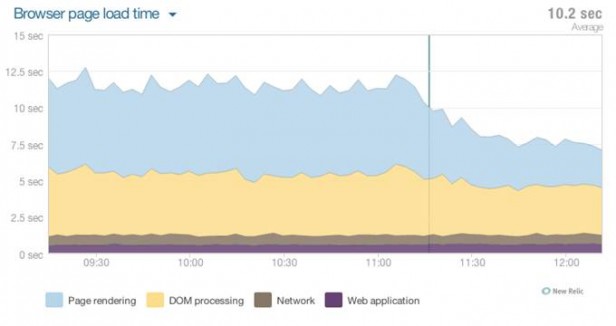 Browser page load time
10.2 sec
Average
15 sec
12.5 sec
10 sec
7.5 sec
5 sec
2.5 sec
0 sec
09:30 10:00 10:30 11:00 11:30 12:00
New Relic
Page rendering DOM processing Network Web application